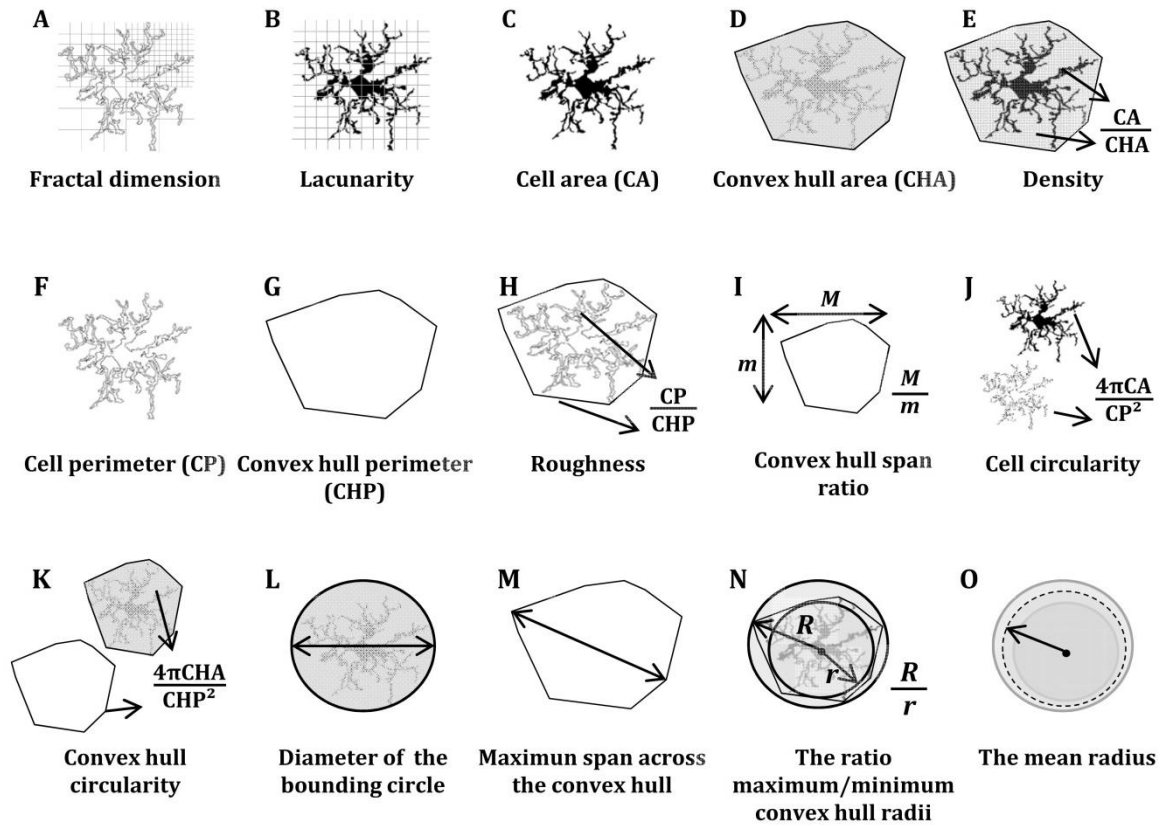 A
B
C
D
E
CA
CHA
Fractal dimension
Lacunarity
Cell area (CA)
Convex hull area (CHA)
Density
F
G
H
I
J
M
m
M
m
CP
CHP
4πCA
CP²
Cell perimeter (CP)
Convex hull perimeter
(CHP)
Roughness
Convex hull span
ratio
Cell circularity
K
L
M
N
O
R
r
R
r
4πCHA
CHP²
Convex hull
circularity
Diameter of the
bounding circle
Maximun span across
the convex hull
The ratio
maximum/minimum
convex hull radii
The mean radius